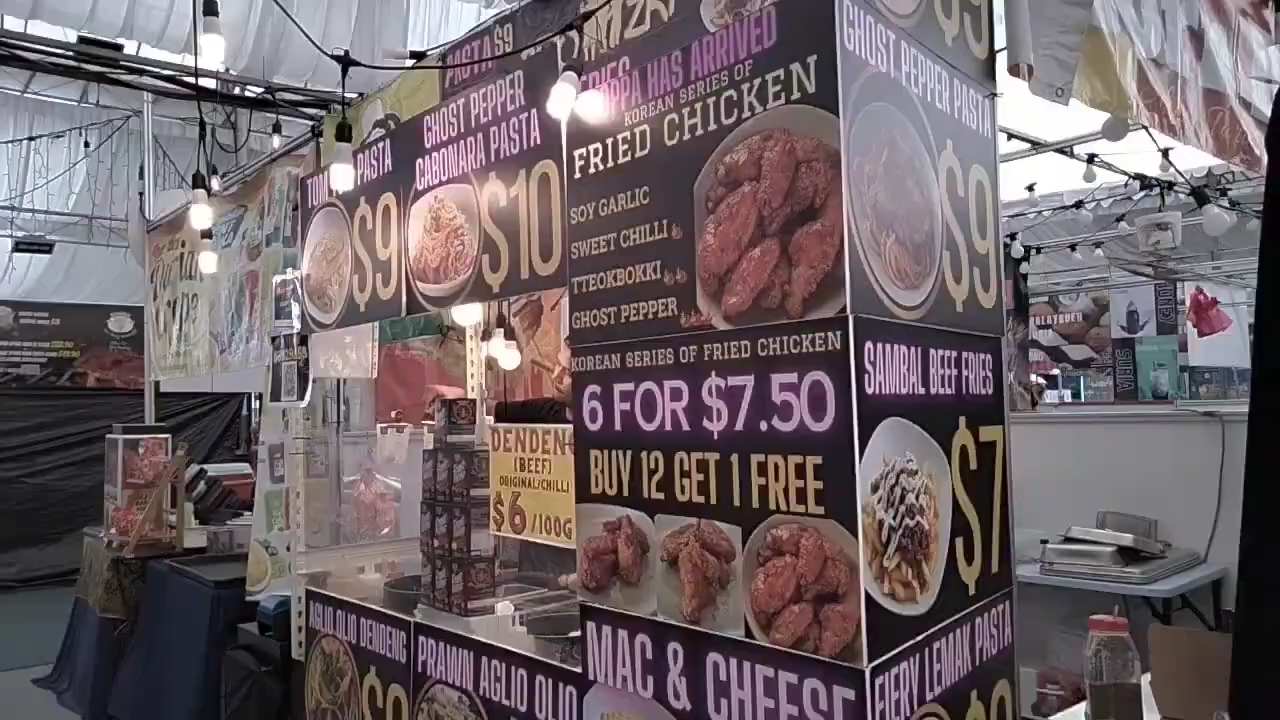 PASTA $9
GHOST PEPPER
CABONARA PASTA
$10
PASTA
$9
FRIES
HAS ARRIVED
KOREAN SERIES OF
FRIED CHICKEN
SOY GARLIC
SWEET CHILLI
TTEOKBOKKI
GHOST PEPPER
KOREAN SERIES OF FRIED CHICKEN
6 FOR $7.50
BUY 12 GET 1 FREE
MAC & CHEESE
$9
GHOST PEPPER PASTA
$9
SAMBAL BEEF FRIES
$7
FIERY LEMAK PASTA
DENDEN
(BEEF)
ORIGINAL/CHILLI
$6/100G
AGLIO OLIO DENDENG
PRAWN AGLIO OLIO
SURIA